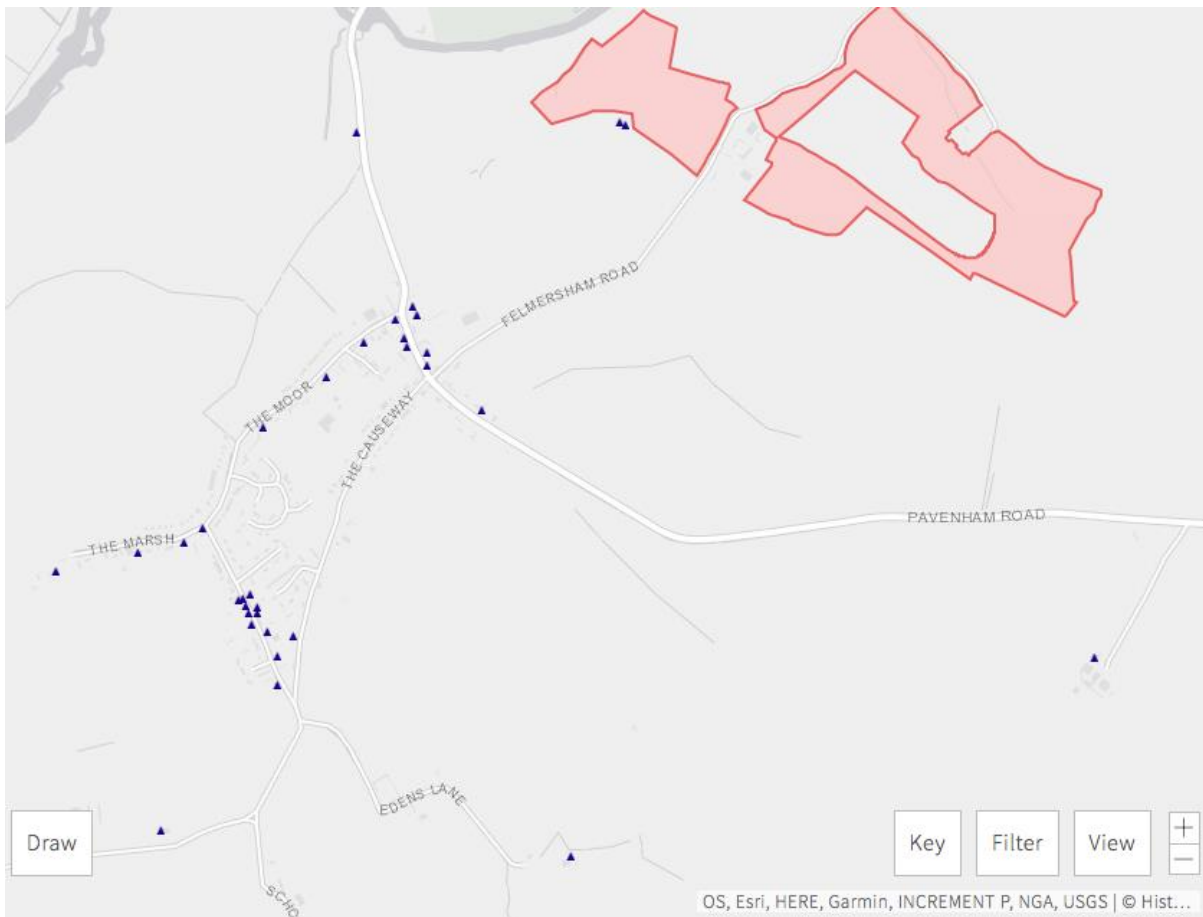 FELMERSHAM ROAD
THE MOOR
THE CAUSEWAY
PAVENHAM ROAD
THE MARSH
EDENS LANE
SCHO
Draw
Key
Filter
View
+
−
OS, Esri, HERE, Garmin, INCREMENT P, NGA, USGS | © Hist...